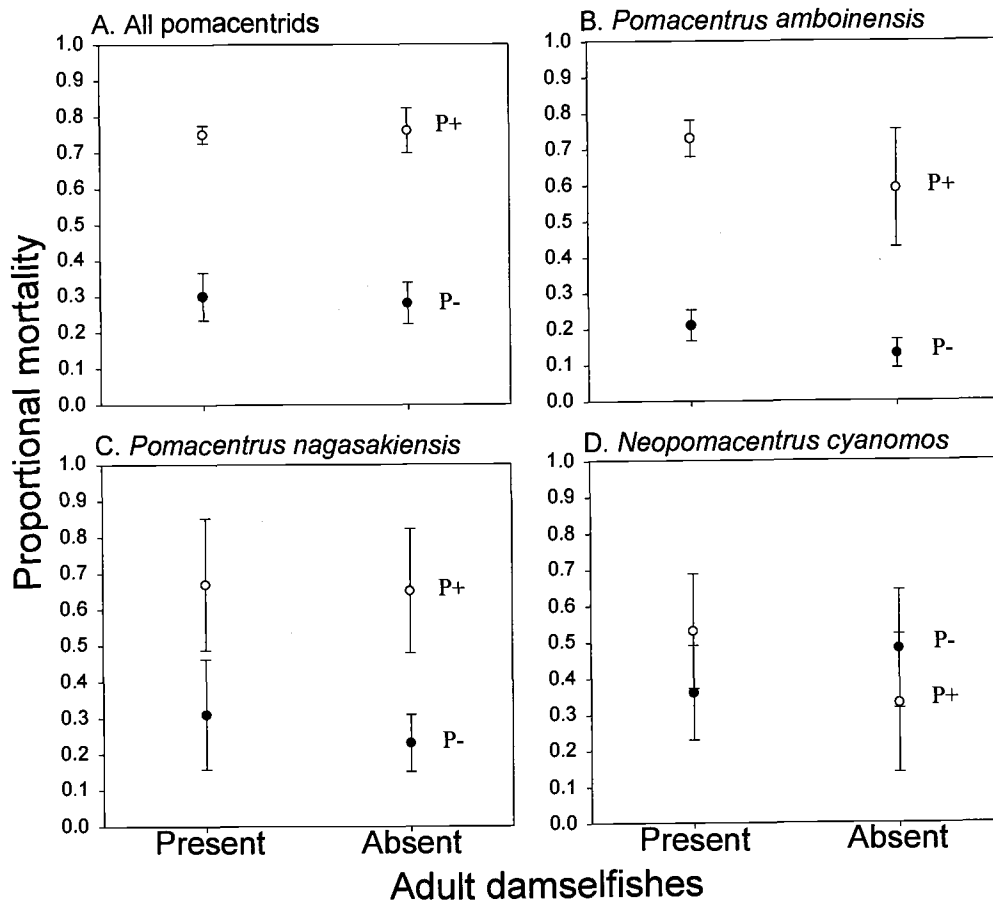 A. All pomacentrids
1.0
0.9
0.8
0.7
0.6
0.5
0.4
0.3
0.2
0.1
0.0
P+
P-
B. Pomacentrus amboinensis
1.0
0.9
0.8
0.7
0.6
0.5
0.4
0.3
0.2
0.1
0.0
P+
P-
Proportional mortality
C. Pomacentrus nagasakiensis
1.0
0.9
0.8
0.7
0.6
0.5
0.4
0.3
0.2
0.1
0.0
P+
P-
Present Absent
D. Neopomacentrus cyanomos
1.0
0.9
0.8
0.7
0.6
0.5
0.4
0.3
0.2
0.1
0.0
P-
P+
Present Absent
Adult damselfishes